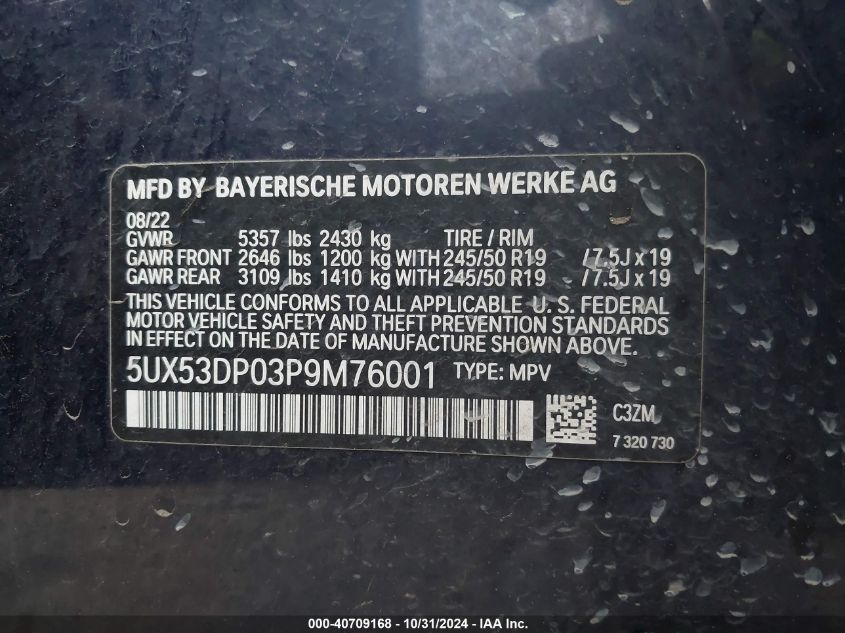 MFD BY BAYERISCHE MOTOREN WERKE AG
08/22
GVWR 5357 lbs 2430 kg TIRE / RIM
GAWR FRONT 2646 lbs 1200 kg WITH 245/50 R19 /7.5J x 19
GAWR REAR 3109 lbs 1410 kg WITH 245/50 R19 /7.5J x 19
THIS VEHICLE CONFORMS TO ALL APPLICABLE U. S. FEDERAL
MOTOR VEHICLE SAFETY AND THEFT PREVENTION STANDARDS
IN EFFECT ON THE DATE OF MANUFACTURE SHOWN ABOVE.
5UX53DP03P9M76001 TYPE: MPV
C3ZM
7 320 730
000-40709168 - 10/31/2024 - IAA Inc.